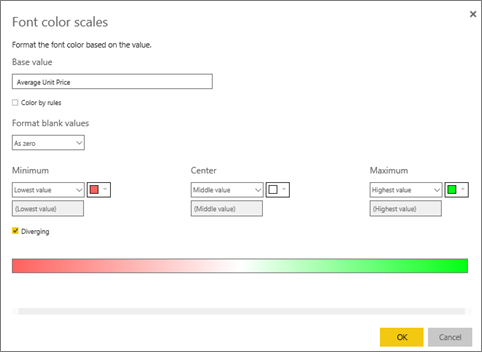 Font color scales
Format the font color based on the value.
Base value
Average Unit Price
Color by rules
Format blank values
As zero
Minimum Center Maximum
Lowest value Middle value Highest value
(Lowest value) (Middle value) (Highest value)
Diverging
OK Cancel